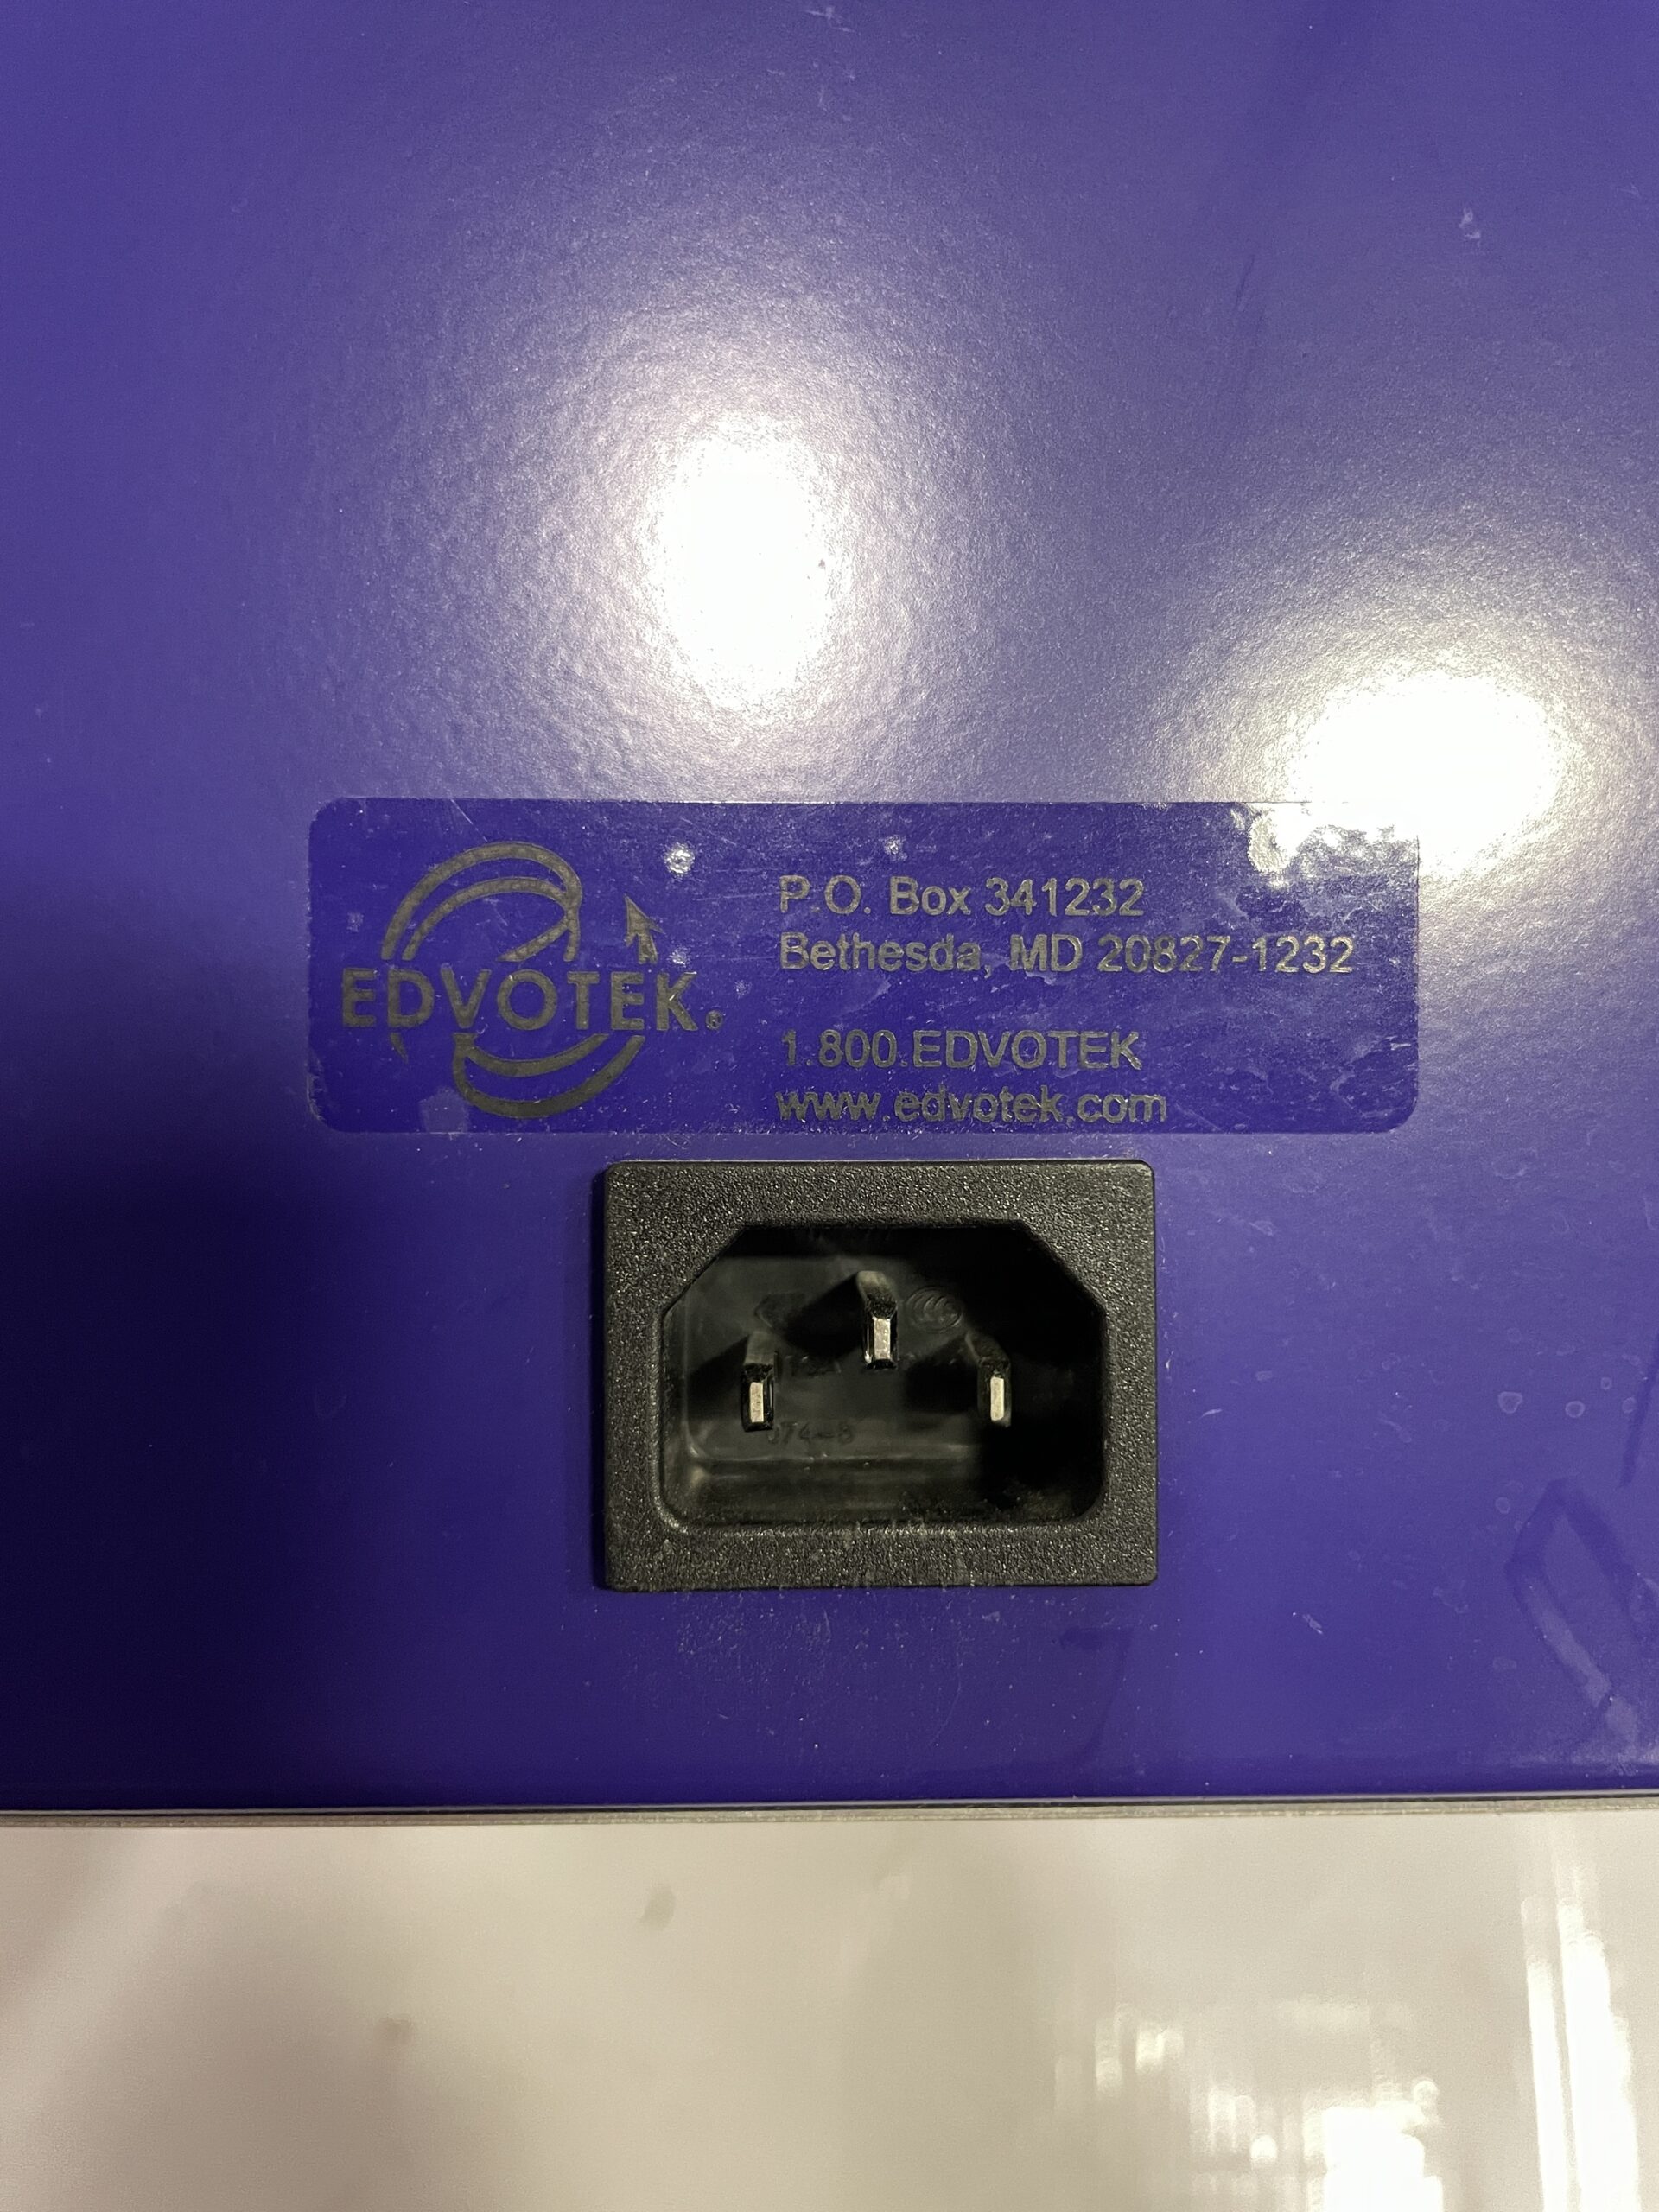 EDVOTEK®
P.O. Box 341232
Bethesda, MD 20827-1232
1.800.EDVOTEK
www.edvotek.com